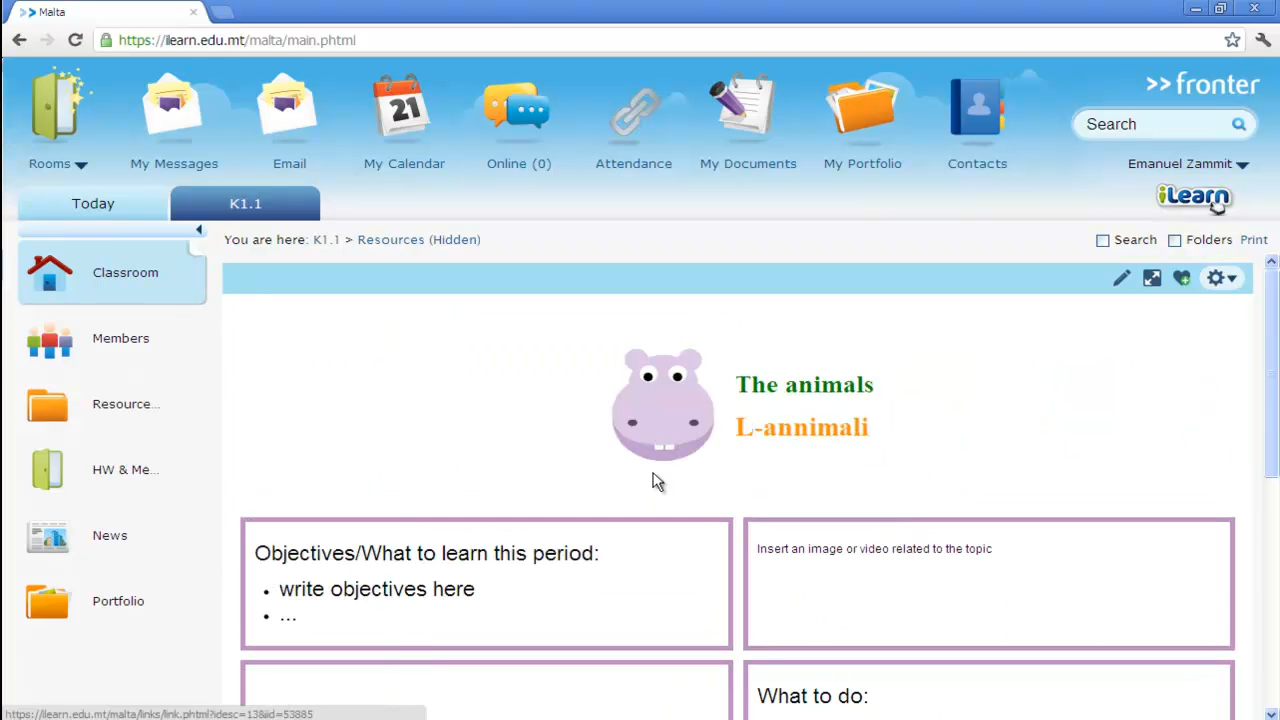 Malta
https://ilearn.edu.mt/malta/main.phtml
>> fronter
Search
Rooms
My Messages
Email
21
My Calendar
Online (0)
Attendance
My Documents
My Portfolio
Contacts
Emanuel Zammit
Today
K1.1
iLearn
You are here: K1.1 > Resources (Hidden)
Search
Folders
Print
Classroom
Members
Resource...
HW & Me...
News
Portfolio
The animals
L-annimali
Objectives/What to learn this period:
• write objectives here
• ...
Insert an image or video related to the topic
What to do:
https://ilearn.edu.mt/malta/links/link.phtml?idesc=13&iid=53885